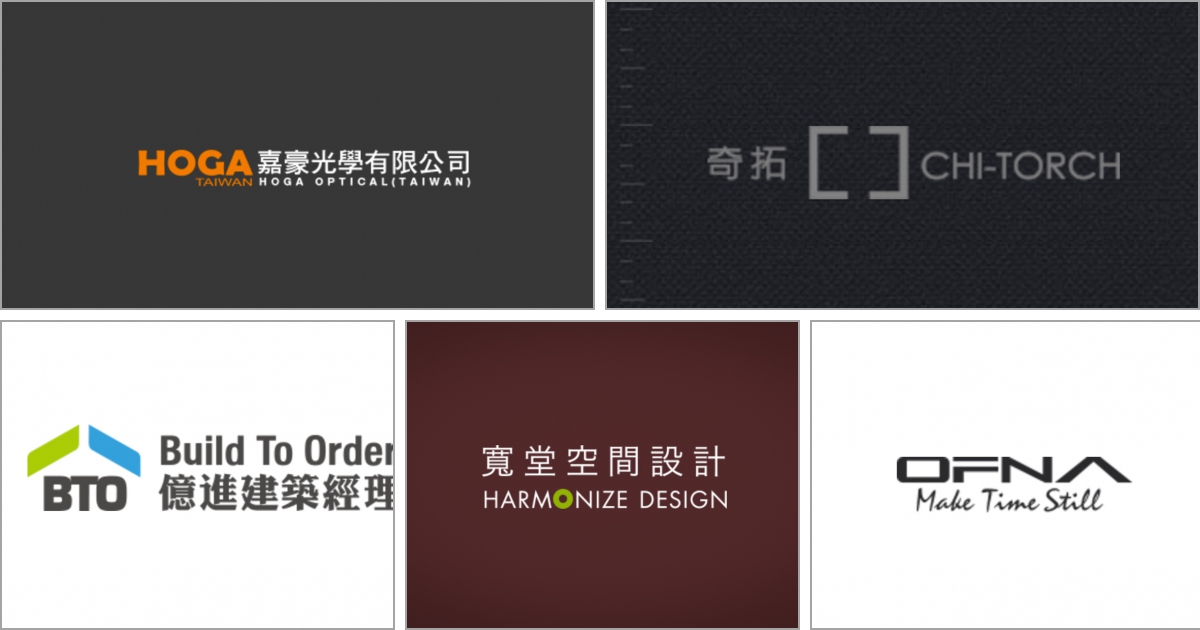 HOGA 嘉豪光學有限公司
TAIWAN HOGA OPTICAL(TAIWAN)
奇拓 CHI-TORCH
Build To Order
BTO 億進建築經理
寬堂空間設計
HARMONIZE DESIGN
OFNA
Make Time Still